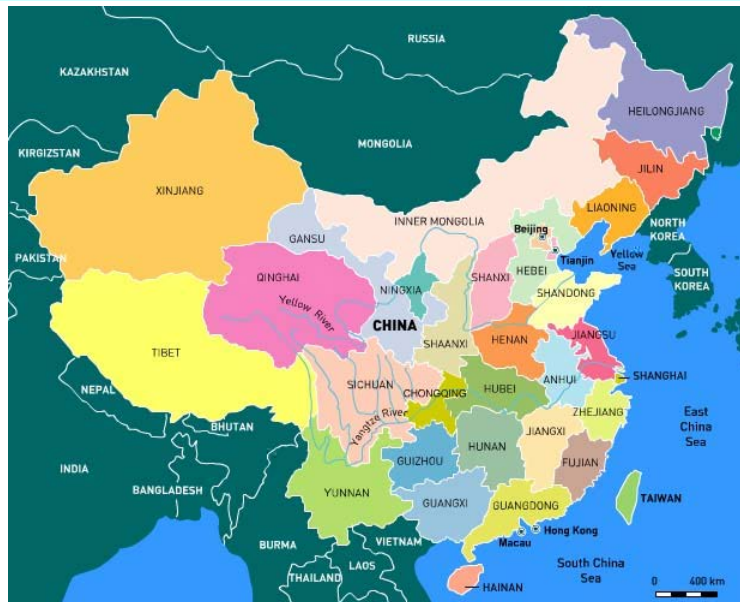 RUSSIA
KAZAKHSTAN
MONGOLIA
HEILONGJIANG
KIRGIZSTAN
JILIN
XINJIANG
LIAONING
INNER MONGOLIA
GANSU
Beijing
NORTH
KOREA
PAKISTAN
Tianjin
Yellow
Sea
QINGHAI
NINGXIA
SHANXI
HEBEI
SOUTH
KOREA
SHANDONG
Yellow River
CHINA
TIBET
SHAANXI
HENAN
JIANGSU
NEPAL
SICHUAN
CHONGQING
HUBEI
ANHUI
SHANGHAI
Yangtze River
ZHEJIANG
East
China
Sea
BHUTAN
HUNAN
JIANGXI
INDIA
GUIZHOU
FUJIAN
BANGLADESH
YUNNAN
GUANGXI
GUANGDONG
TAIWAN
BURMA
VIETNAM
Macau
Hong Kong
LAOS
THAILAND
South China
Sea
HAINAN
0 400 km